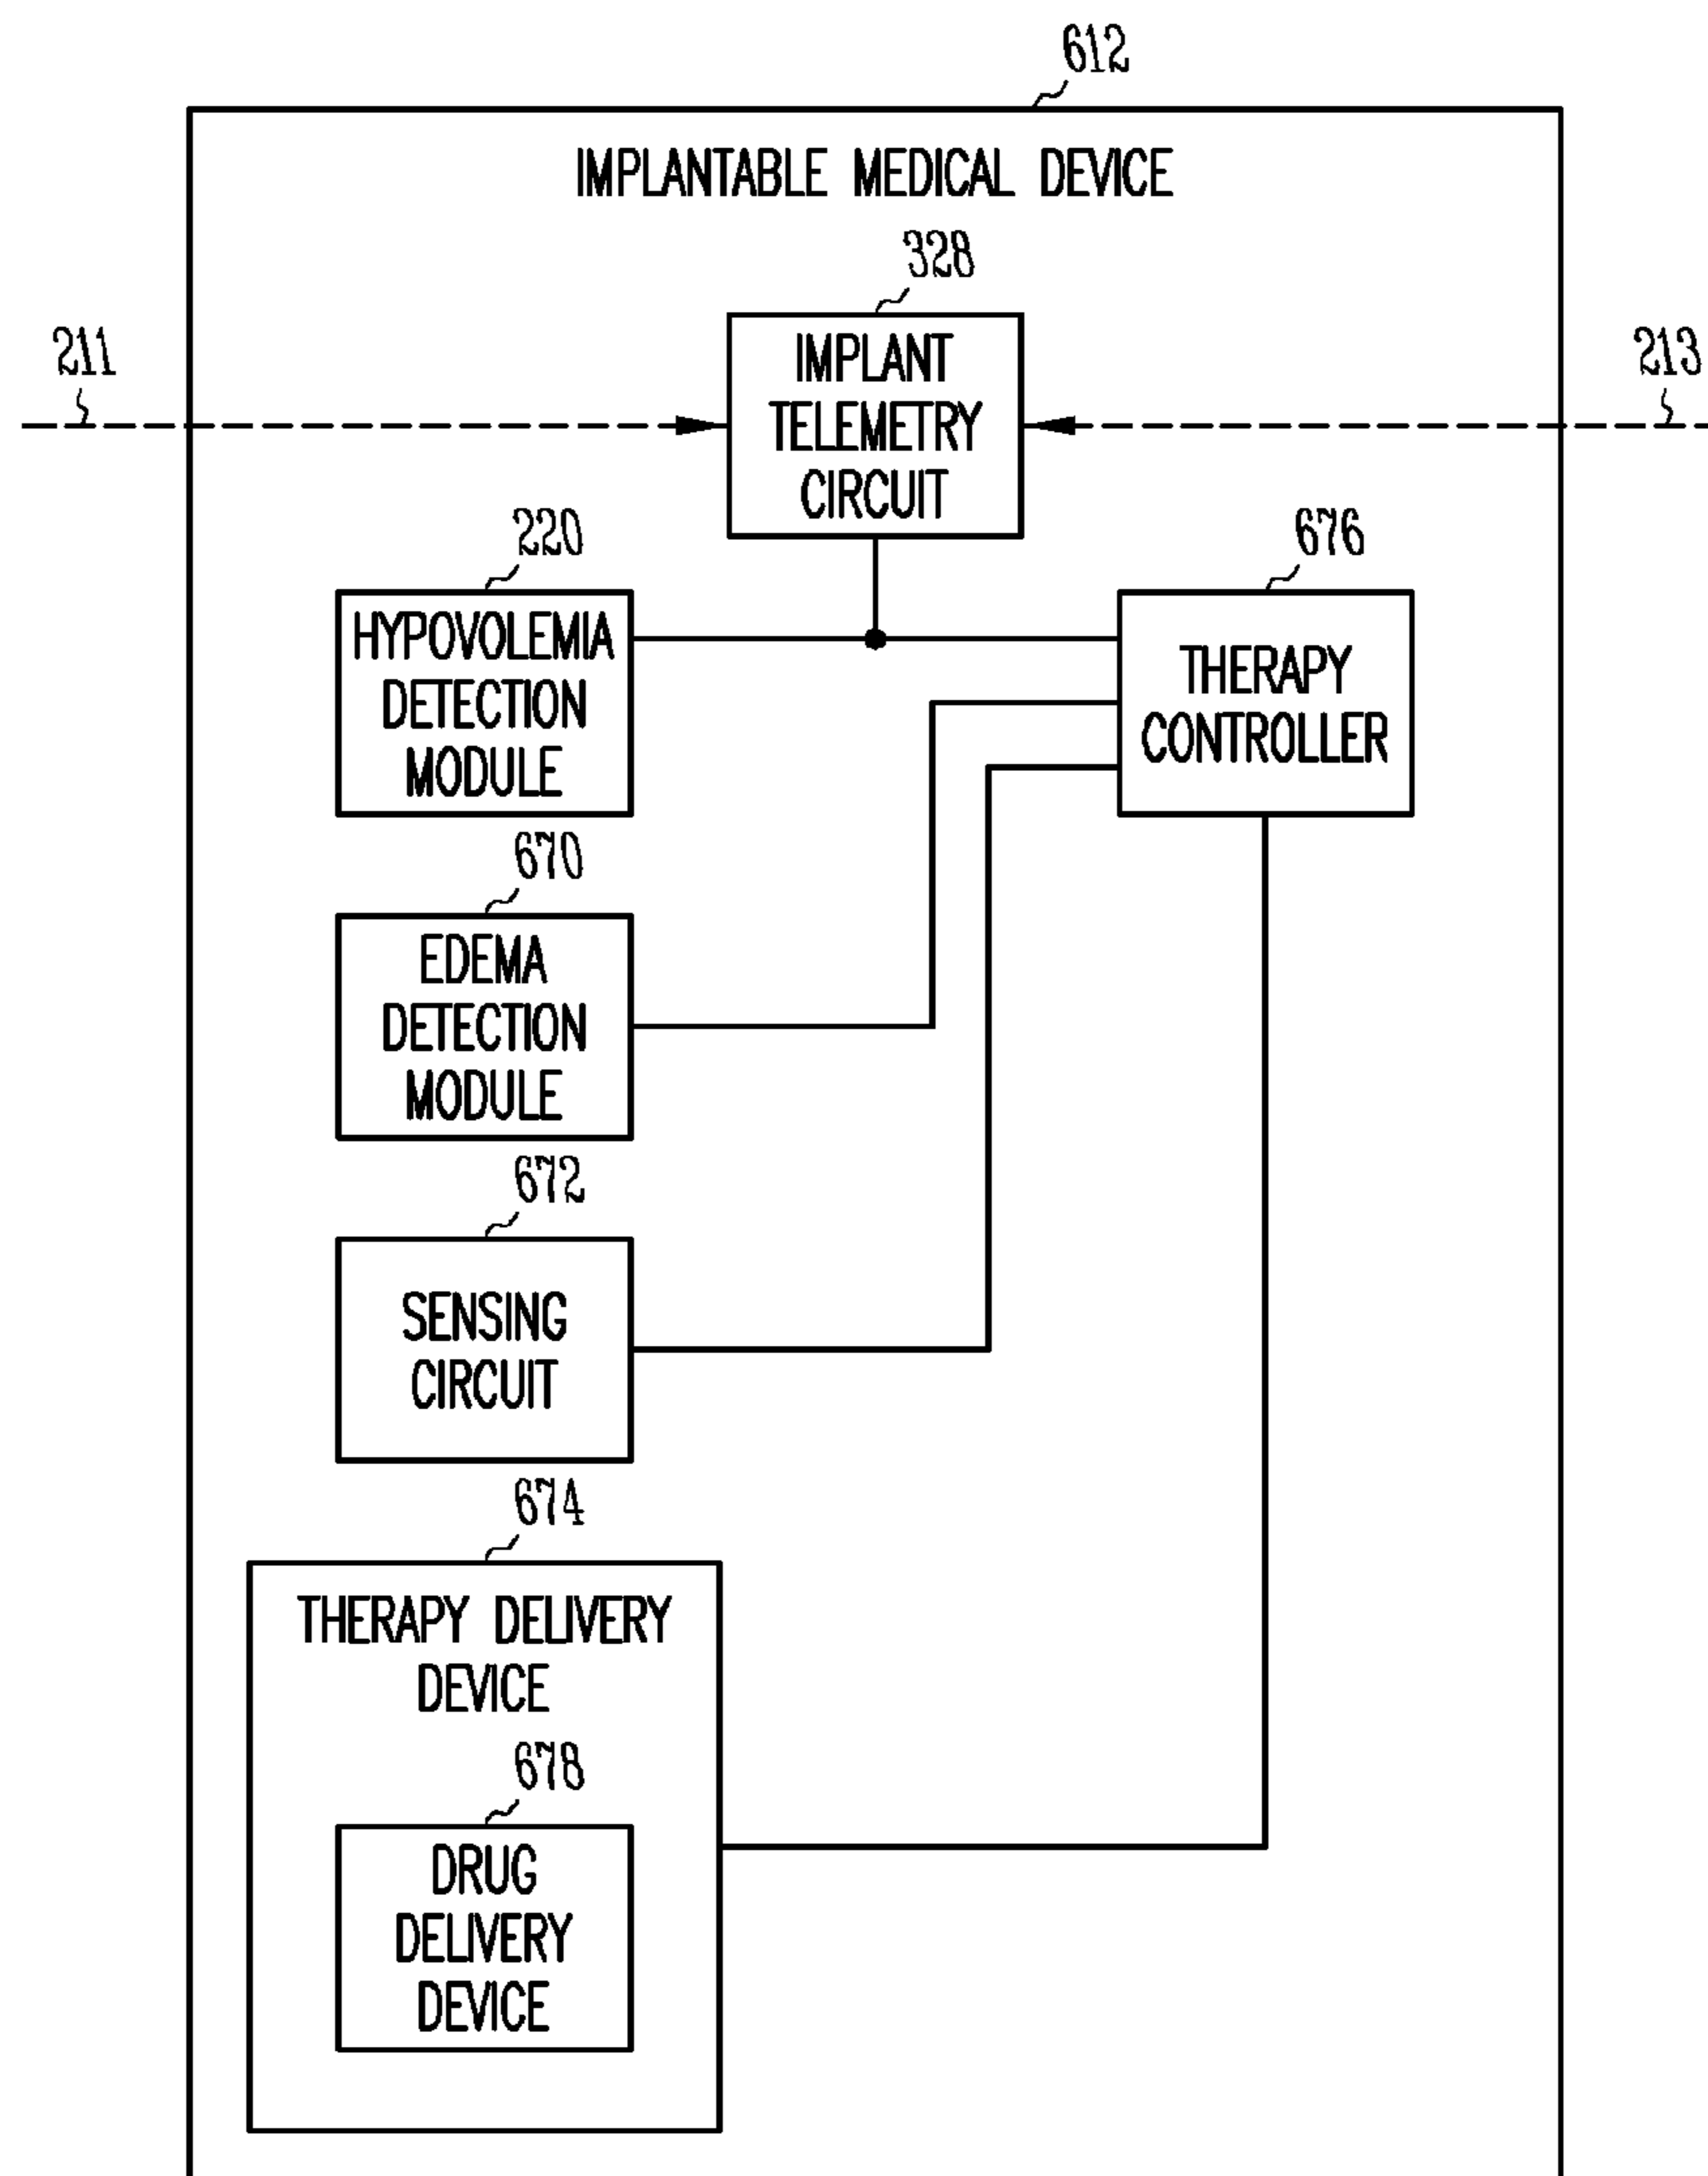 612
IMPLANTABLE MEDICAL DEVICE
328
211
IMPLANT
TELEMETRY
CIRCUIT
213
220
HYPOVOLEMIA
DETECTION
MODULE
676
THERAPY
CONTROLLER
670
EDEMA
DETECTION
MODULE
672
SENSING
CIRCUIT
674
THERAPY DELIVERY
DEVICE
678
DRUG
DELIVERY
DEVICE